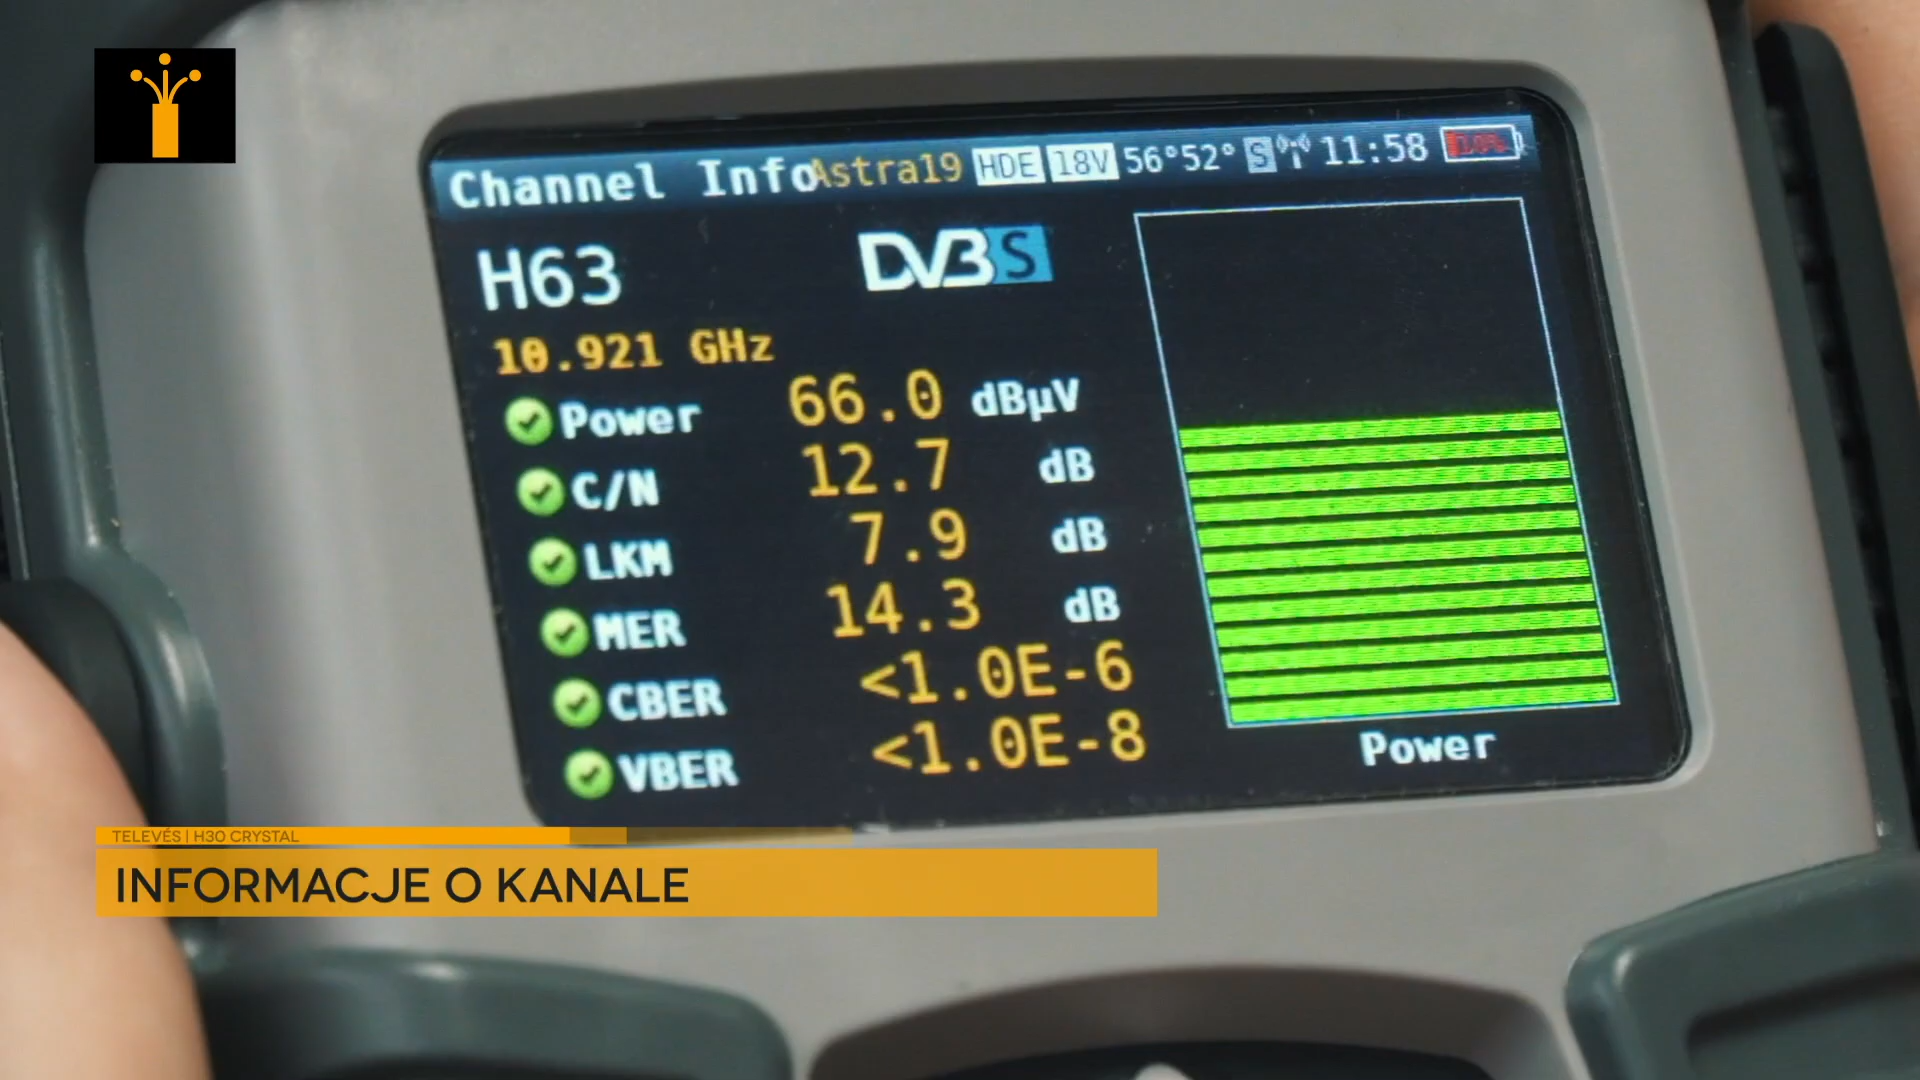 Channel Info Astra19 HDE 18V 56°52° S 11:58 10%
H63 DVB S
10.921 GHz
Power 66.0 dBµV
C/N 12.7 dB
LKM 7.9 dB
MER 14.3 dB
CBER <1.0E-6
VBER <1.0E-8
Power
TELEVÉS | H30 CRYSTAL
INFORMACJE O KANALE